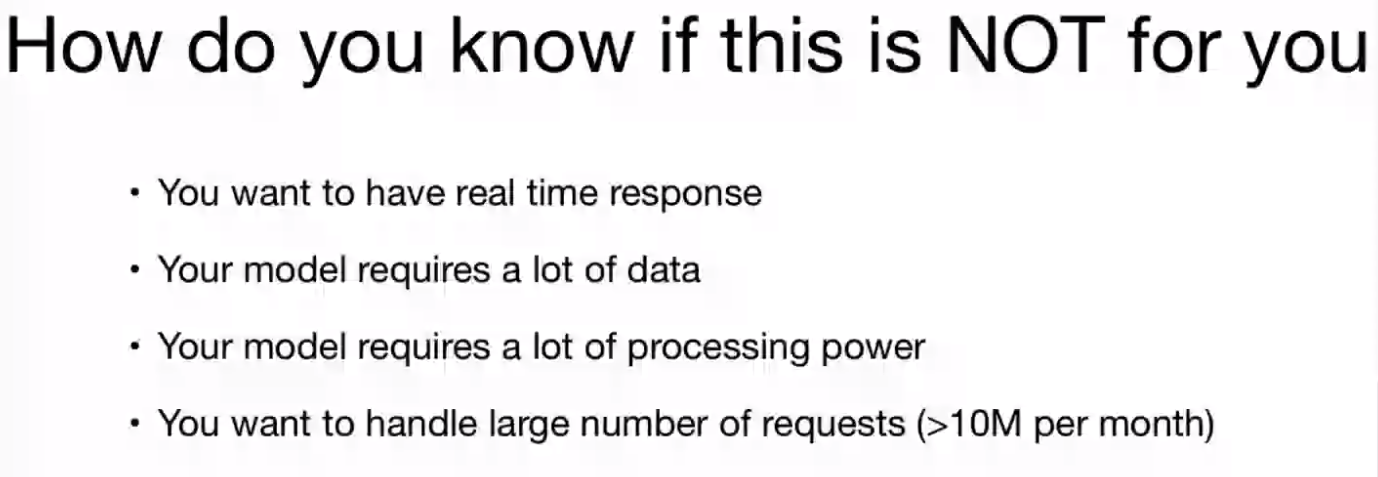 How do you know if this is NOT for you
• You want to have real time response
• Your model requires a lot of data
• Your model requires a lot of processing power
• You want to handle large number of requests (>10M per month)